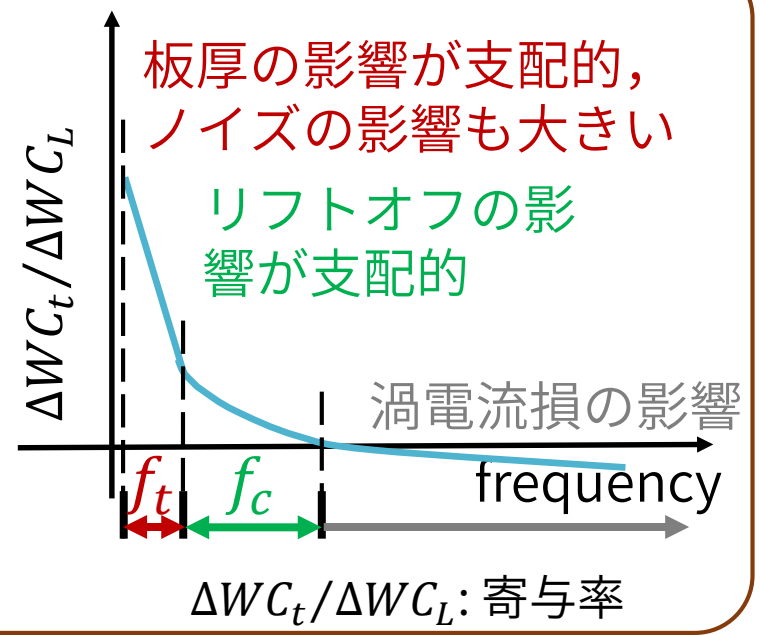 板厚の影響が支配的，
ノイズの影響も大きい
リフトオフの影
響が支配的
ΔWC_t/ΔWC_L
渦電流損の影響
frequency
f_t
f_c
ΔWC_t/ΔWC_L: 寄与率